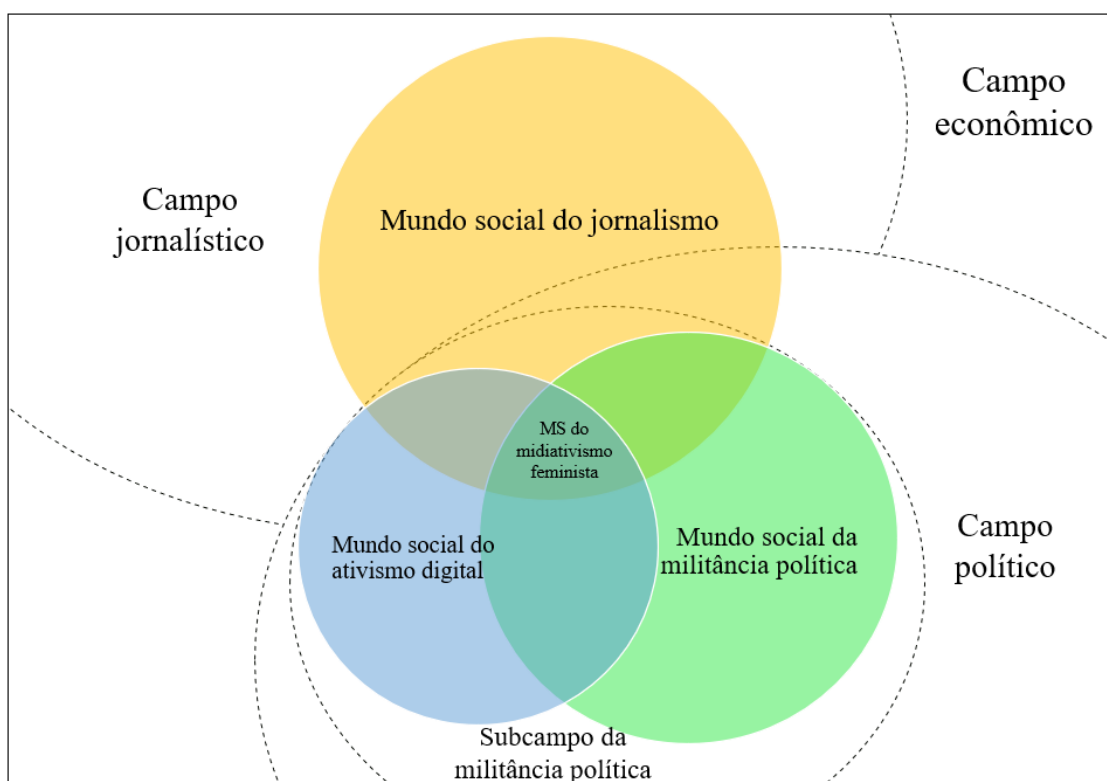 Campo
econômico
Campo
jornalístico
Mundo social do jornalismo
MS do
midiativismo
feminista
Mundo social do
ativismo digital
Mundo social da
militância política
Campo
político
Subcampo da
militância política